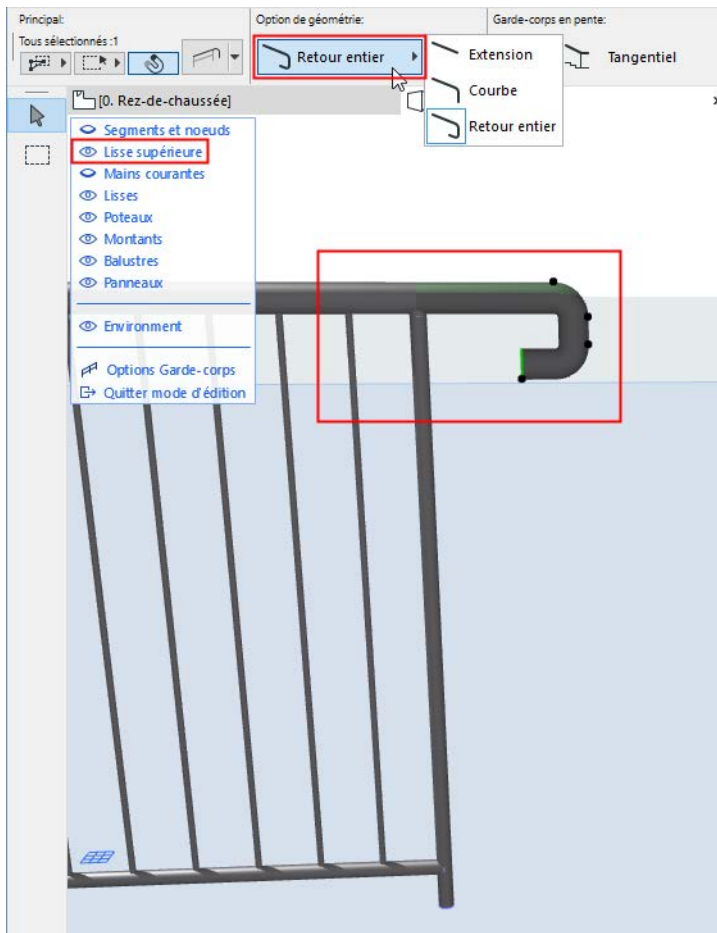 Principal:
Option de géométrie:
Garde-corps en pente:
Tous sélectionnés :1
Retour entier
Extension
Courbe
Retour entier
Tangentiel
[0. Rez-de-chaussée]
Segments et noeuds
Lisse supérieure
Mains courantes
Lisses
Poteaux
Montants
Balustres
Panneaux
Environment
Options Garde-corps
Quitter mode d'édition